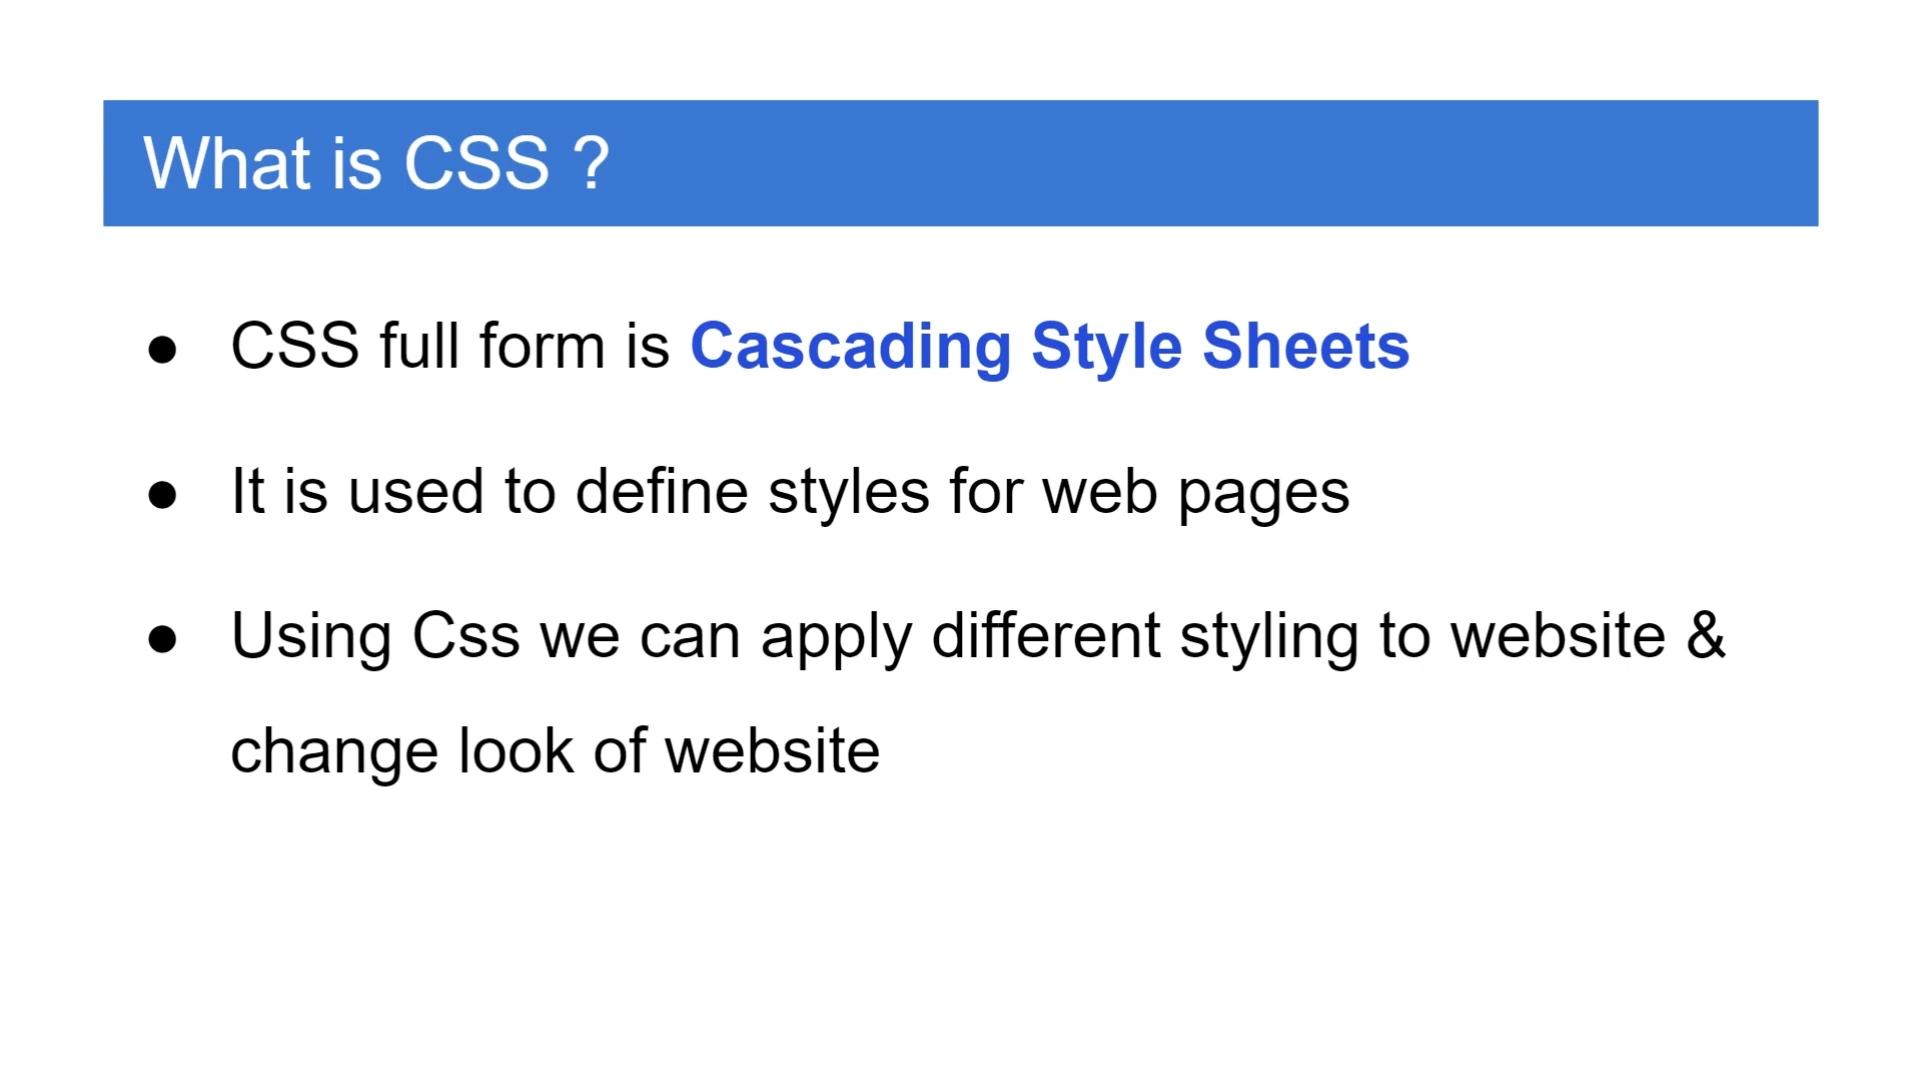 What is CSS ?
● CSS full form is Cascading Style Sheets
● It is used to define styles for web pages
● Using Css we can apply different styling to website &
change look of website